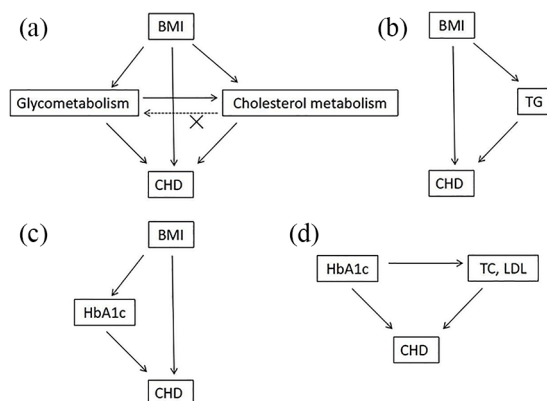 (a)
BMI
Glycometabolism
Cholesterol metabolism
CHD
(b)
BMI
TG
CHD
(c)
BMI
HbA1c
CHD
(d)
HbA1c
TC, LDL
CHD